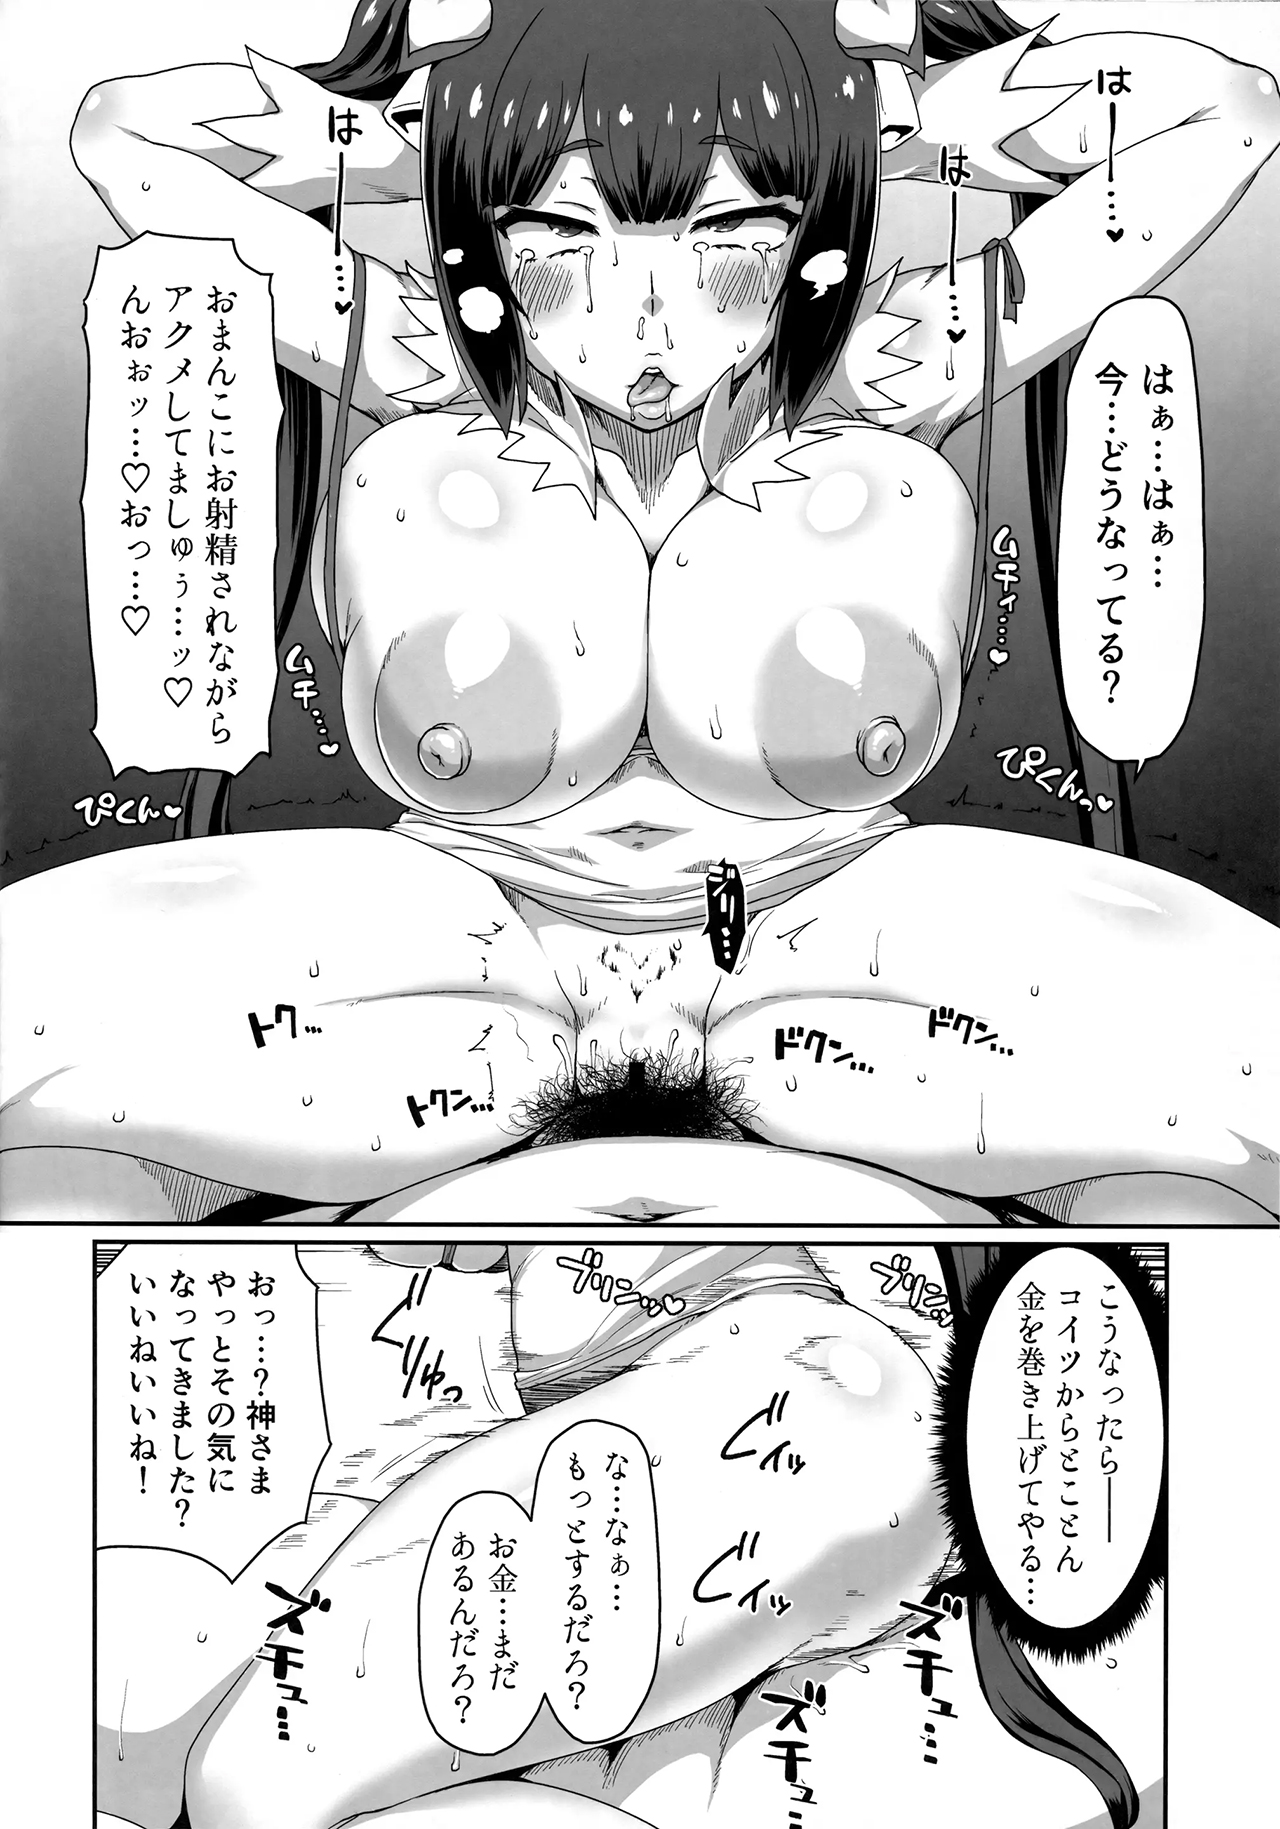 はぁ…はぁ…
今…どうなってる？
は――…♥
は――…♥
は――…♥
おまんこにお射精されながら
アクメしてましゅぅ…ッ♡
んおぉッ…♡おっ…♡
ムチィ…♥
ムチ…♥
ぴくんっ♥
ぴくん♥
ジリ…
ドクン…
ドクン…
トク…
トクン…
こうなったら――
コイツからとことん
金を巻き上げてやる…
ブリンッ
ブリンッ♥
ぐりゅっ
おっ…？神さま
やっとその気に
なってきました？
いいねいいね！
な…なぁ…
もっとするだろ？
お金…まだ
あるんだろ？
グイッ
グイッ
ズチュ…
ズチュ…
ズチュ…